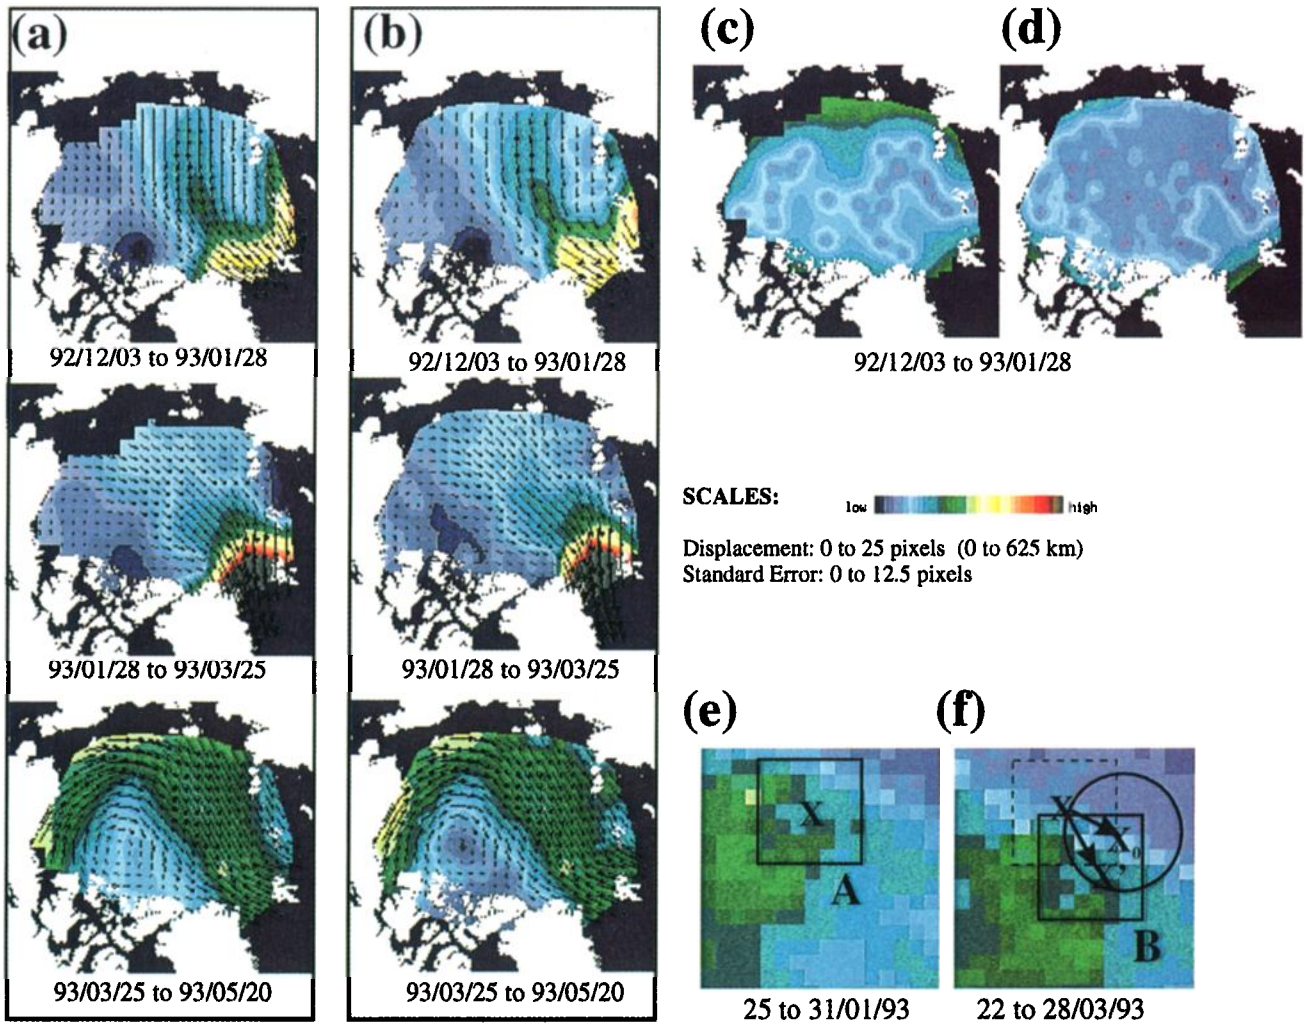 (a)
(b)
(c)
(d)
92/12/03 to 93/01/28
92/12/03 to 93/01/28
92/12/03 to 93/01/28
93/01/28 to 93/03/25
93/01/28 to 93/03/25
SCALES:
low
high
Displacement: 0 to 25 pixels (0 to 625 km)
Standard Error: 0 to 12.5 pixels
93/03/25 to 93/05/20
93/03/25 to 93/05/20
(e)
(f)
X
A
X
X0
X'
B
25 to 31/01/93
22 to 28/03/93